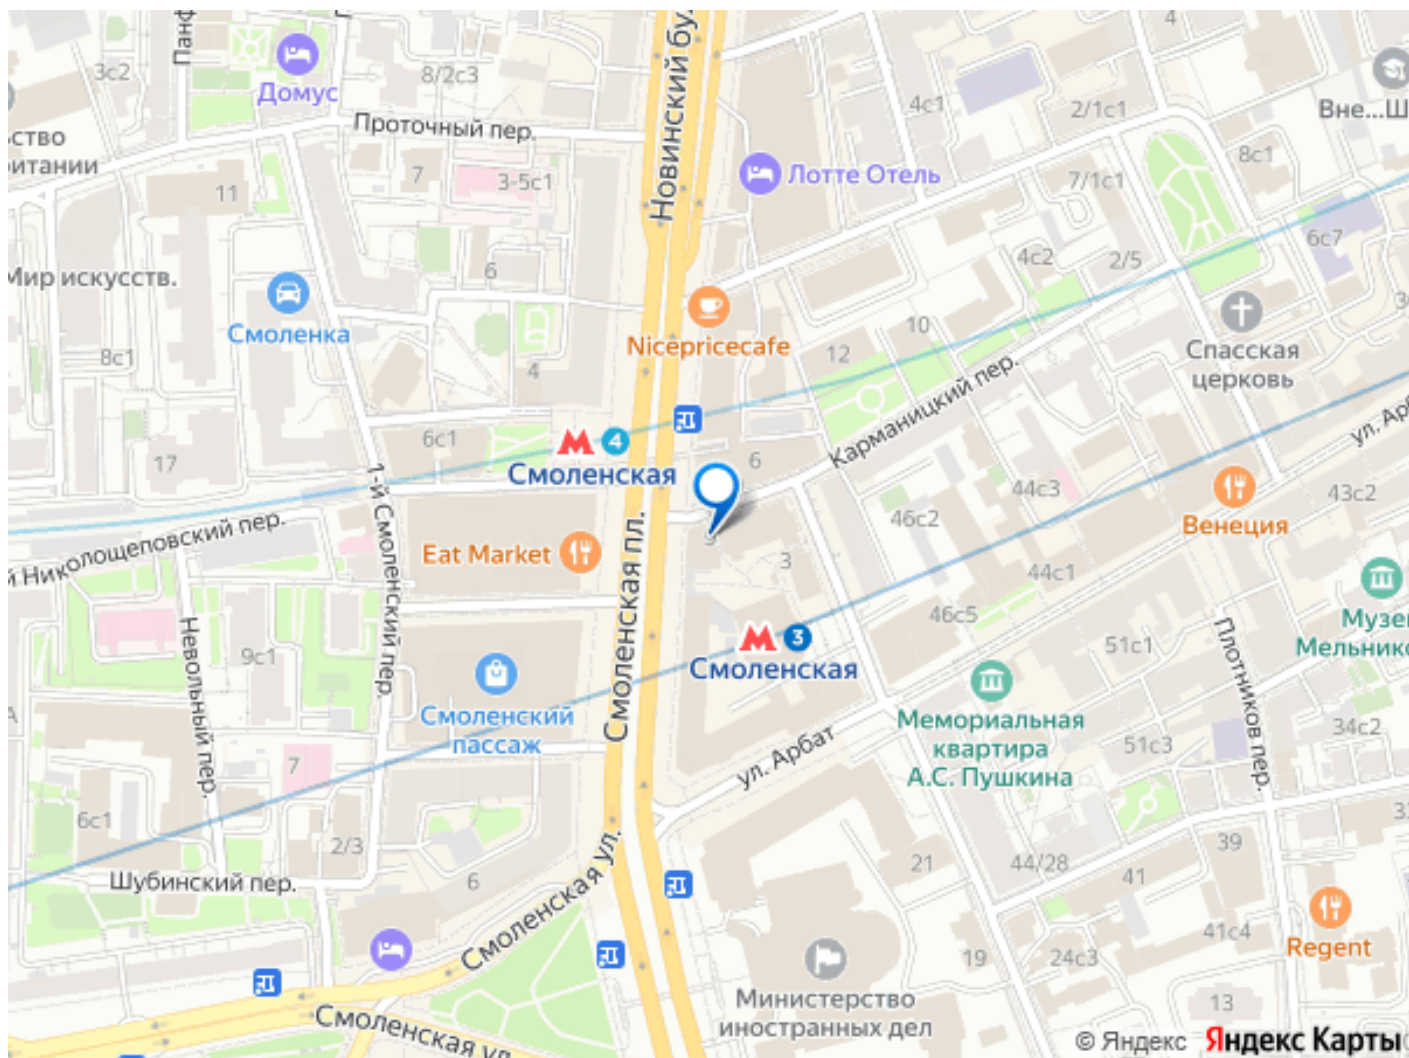 Новинский бул
4
3с2
Домус
8/2с3
4с1
2/1с1
Вне...Ш
Проточный пер.
ство
итании
8с1
11
7
3-5с1
Лотте Отель
7/1с1
6с7
4с2
2/5
6
Мир искусств.
Смоленка
Nicepricecafe
10
12
Спасская
церковь
8с1
4
Карманицкий пер.
ул. Арб
17
6с1
4
Смоленская
6
44с3
43с2
Венеция
1-й Смоленский пер.
46с2
й Николощеповский пер.
Eat Market
Смоленская пл.
3
44с1
46с5
Музе
Мельнико
Невольный пер.
9с1
3
Смоленская
51с1
Плотников пер.
Смоленский
пассаж
Мемориальная
квартира
А.С. Пушкина
34с2
51с3
ул. Арбат
7
6с1
2/3
39
Шубинский пер.
6
21
44/28
41
Смоленская ул.
41с4
Regent
19
24с3
Министерство
иностранных дел
13
Смоленская ул
© Яндекс Яндекс Карты